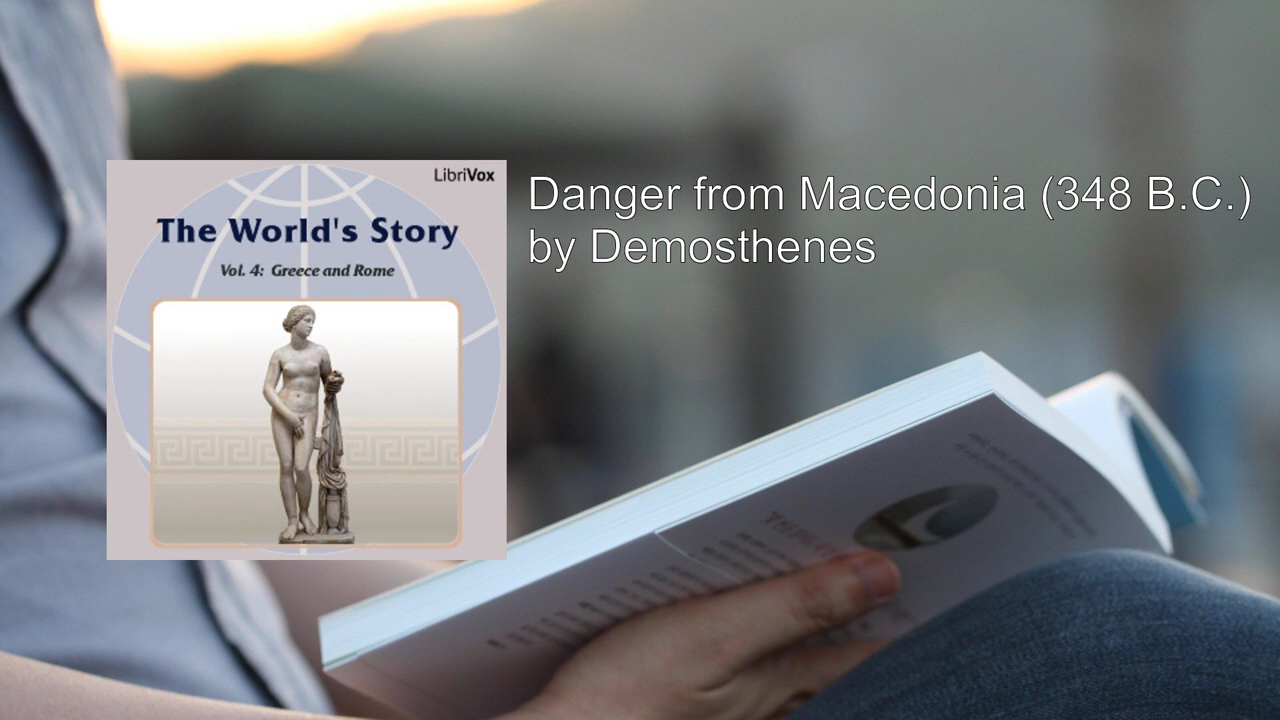 LibriVox
The World's Story
Vol. 4: Greece and Rome
Danger from Macedonia (348 B.C.)
by Demosthenes